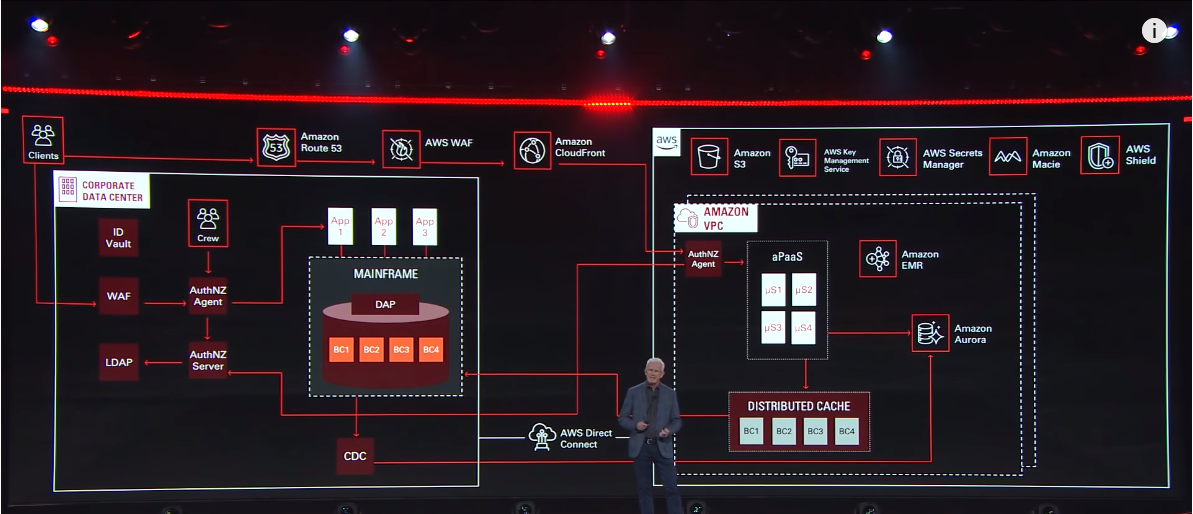 i
Clients
53
Amazon
Route 53
AWS WAF
Amazon
CloudFront
aws
Amazon
S3
AWS Key
Management
Service
AWS Secrets
Manager
Amazon
Macie
AWS
Shield
CORPORATE
DATA CENTER
ID
Vault
Crew
App
1
App
2
App
3
WAF
AuthNZ
Agent
LDAP
AuthNZ
Server
MAINFRAME
DAP
BC1
BC2
BC3
BC4
CDC
AWS Direct
Connect
AMAZON
VPC
AuthNZ
Agent
aPaaS
µS1
µS2
µS3
µS4
Amazon
EMR
Amazon
Aurora
DISTRIBUTED CACHE
BC1
BC2
BC3
BC4